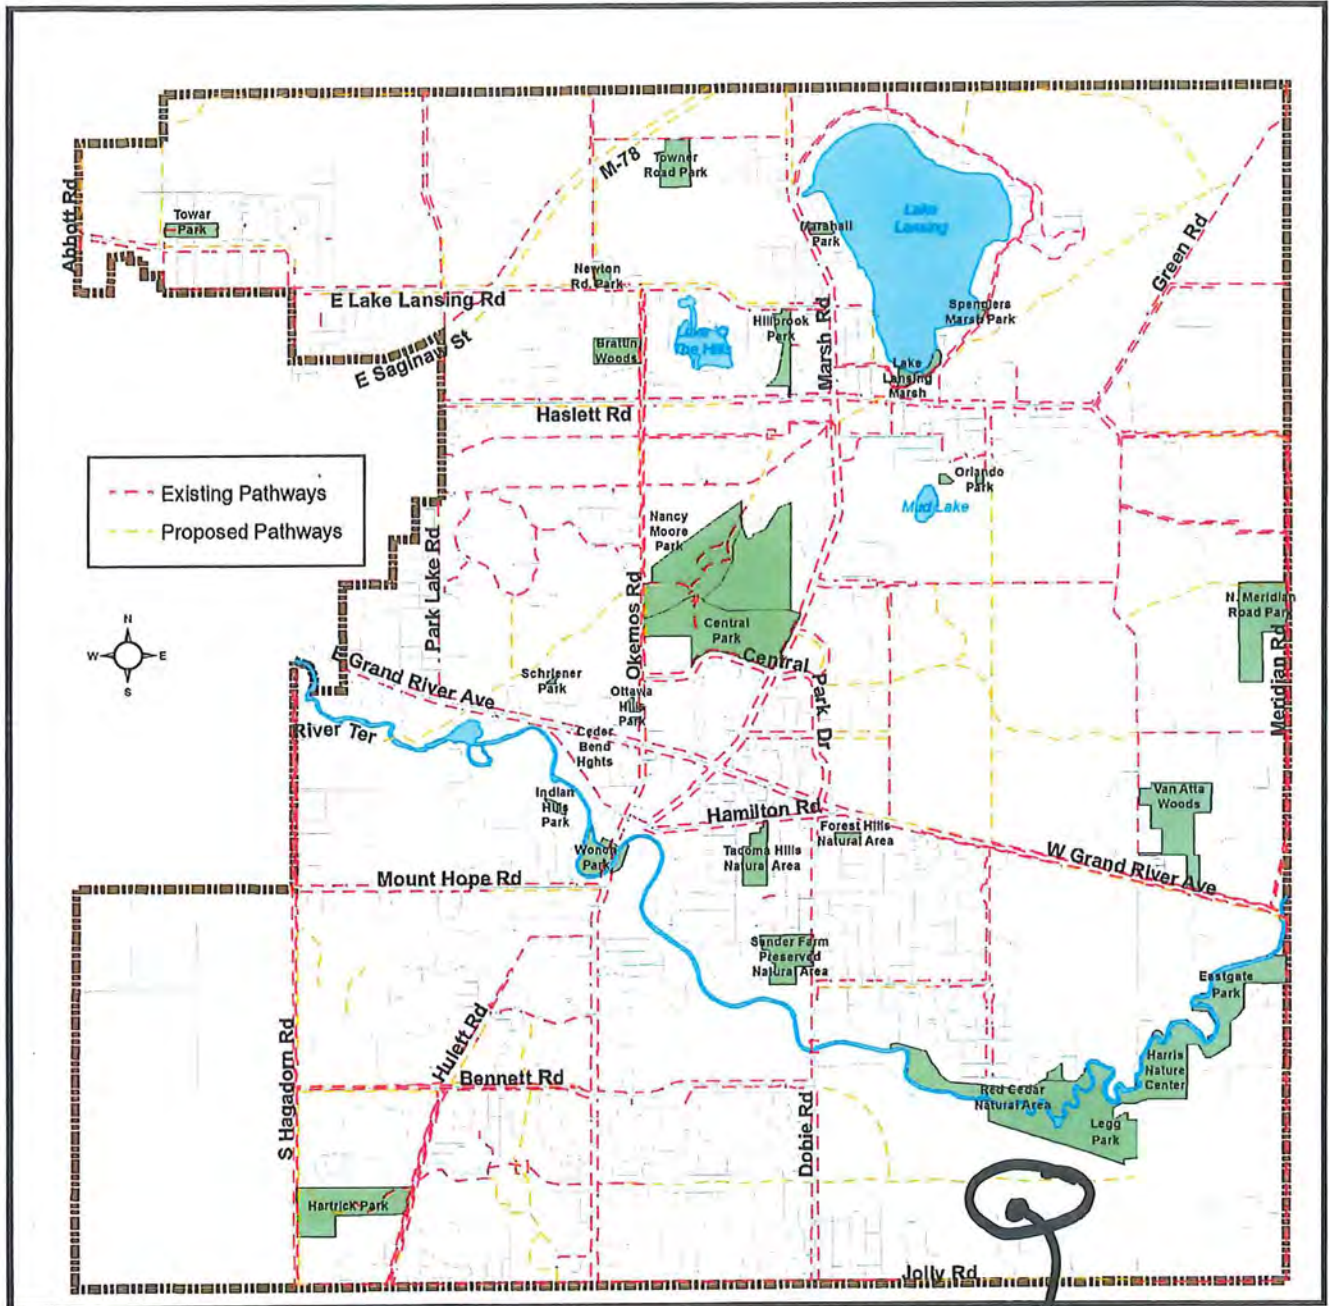 Abbott Rd
Towar
Park
M-78
Towner
Road Park
Lake
Lansing
Marshall
Park
Green Rd
Newton
Rd. Park
E Lake Lansing Rd
Hillbrook
Park
Marsh Rd
Spenglers
Marsh Park
E Saginaw St
Brattin
Woods
The Hills
Lake
Lansing
Marsh
Haslett Rd
Existing Pathways
Proposed Pathways
Orlando
Park
Mud Lake
Nancy
Moore
Park
Park Lake Rd
Okemos Rd
N. Meridian
Road Park
Meridian Rd
N
W
E
S
Central
Park
Central Park Dr
E Grand River Ave
Schriener
Park
Ottawa
Hills
Park
River Ter
Ceder
Bend
Hghts
Indian
Hills
Park
Hamilton Rd
Van Atta
Woods
Forest Hills
Natural Area
Wonch
Park
Tacoma Hills
Natural Area
W Grand River Ave
Mount Hope Rd
Sander Farm
Preserved
Natural Area
Eastgate
Park
S Hagadorn Rd
Hulett Rd
Bennett Rd
Harris
Nature
Center
Red Cedar
Natural Area
Legg
Park
Dobie Rd
Hartrick Park
Jolly Rd